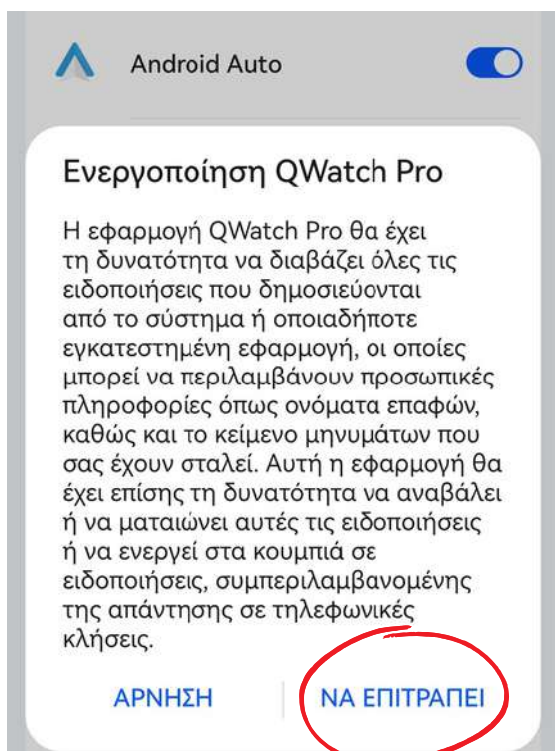 Android Auto
Ενεργοποίηση QWatch Pro
Η εφαρμογή QWatch Pro θα έχει
τη δυνατότητα να διαβάζει όλες τις
ειδοποιήσεις που δημοσιεύονται
από το σύστημα ή οποιαδήποτε
εγκατεστημένη εφαρμογή, οι οποίες
μπορεί να περιλαμβάνουν προσωπικές
πληροφορίες όπως ονόματα επαφών,
καθώς και το κείμενο μηνυμάτων που
σας έχουν σταλεί. Αυτή η εφαρμογή θα
έχει επίσης τη δυνατότητα να αναβάλει
ή να ματαιώνει αυτές τις ειδοποιήσεις
ή να ενεργεί στα κουμπιά σε
ειδοποιήσεις, συμπεριλαμβανομένης
της απάντησης σε τηλεφωνικές
κλήσεις.
ΑΡΝΗΣΗ ΝΑ ΕΠΙΤΡΑΠΕΙ